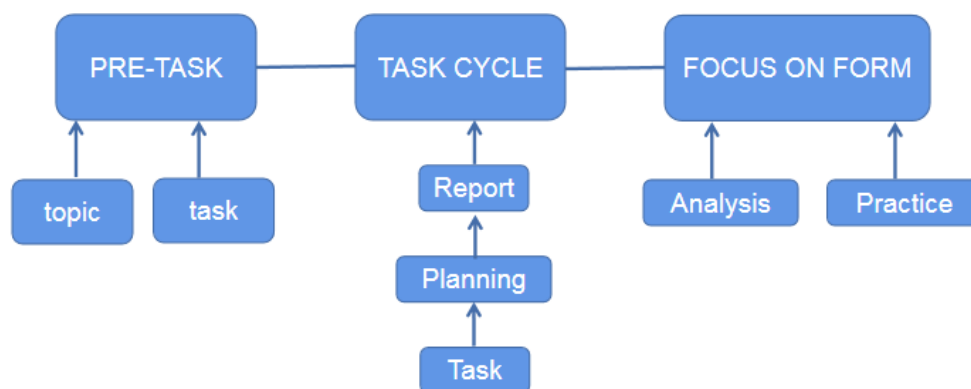 PRE-TASK
TASK CYCLE
FOCUS ON FORM
topic
task
Report
Analysis
Practice
Planning
Task